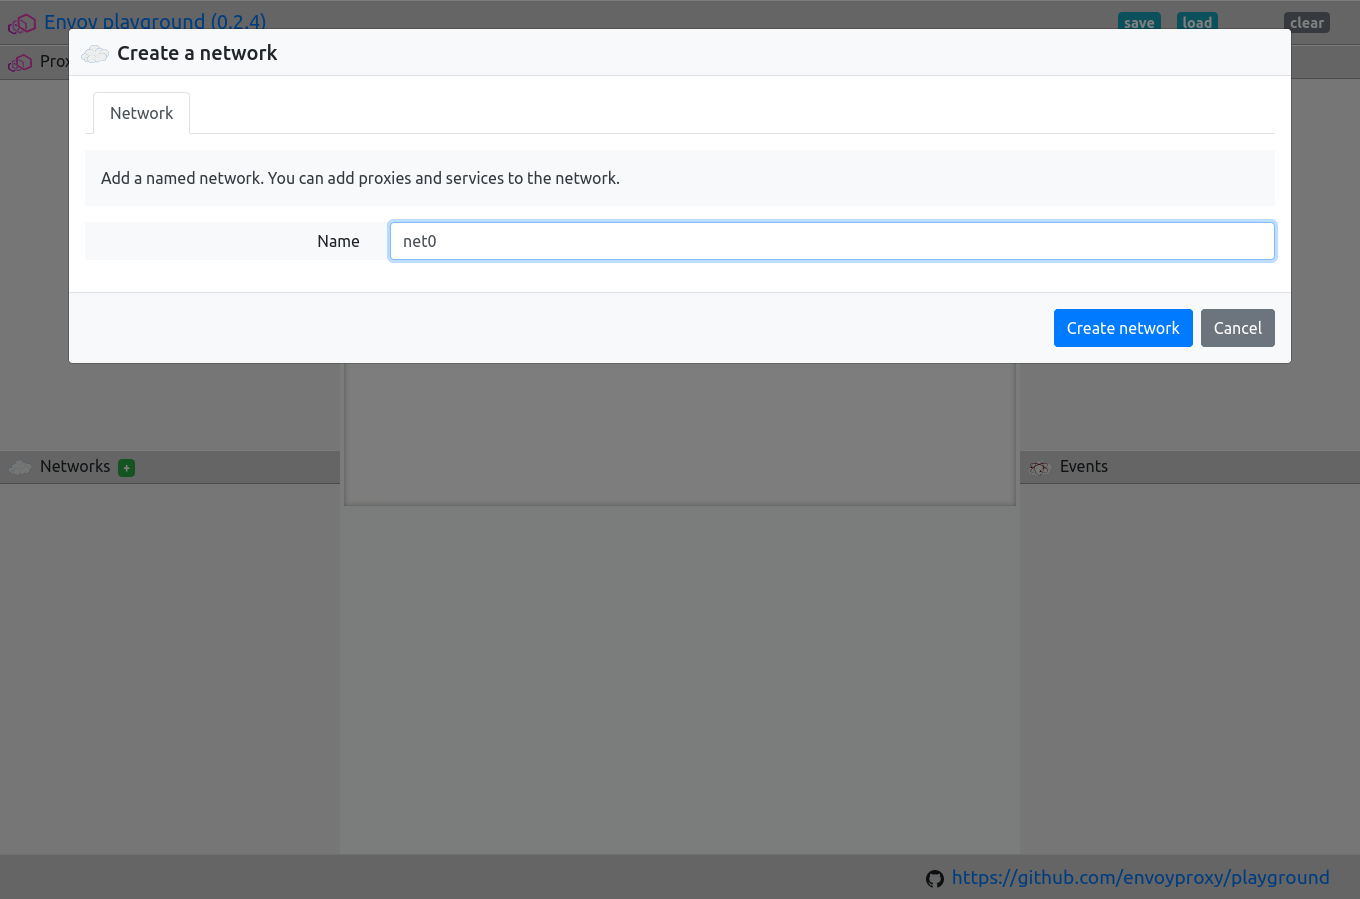 Envoy playground (0.2.4)
save load clear
Create a network
Network
Add a named network. You can add proxies and services to the network.
Name net0
Create network Cancel
Networks +
Events
https://github.com/envoyproxy/playground